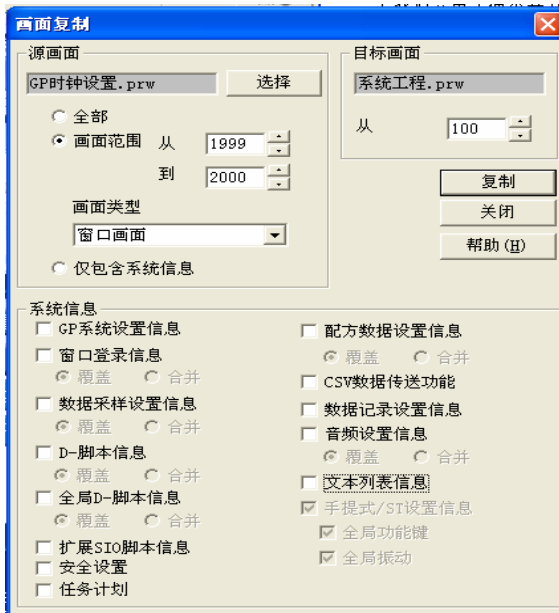 画面复制
源画面
GP时钟设置.prw 选择
全部
画面范围 从 1999
到 2000
画面类型
窗口画面
仅包含系统信息
目标画面
系统工程.prw
从 100
复制
关闭
帮助(H)
系统信息
GP系统设置信息
窗口登录信息
覆盖 合并
数据采样设置信息
覆盖 合并
D-脚本信息
覆盖 合并
全局D-脚本信息
覆盖 合并
扩展SIO脚本信息
安全设置
任务计划
配方数据设置信息
覆盖 合并
CSV数据传送功能
数据记录设置信息
音频设置信息
覆盖 合并
文本列表信息
手提式/ST设置信息
全局功能键
全局振动